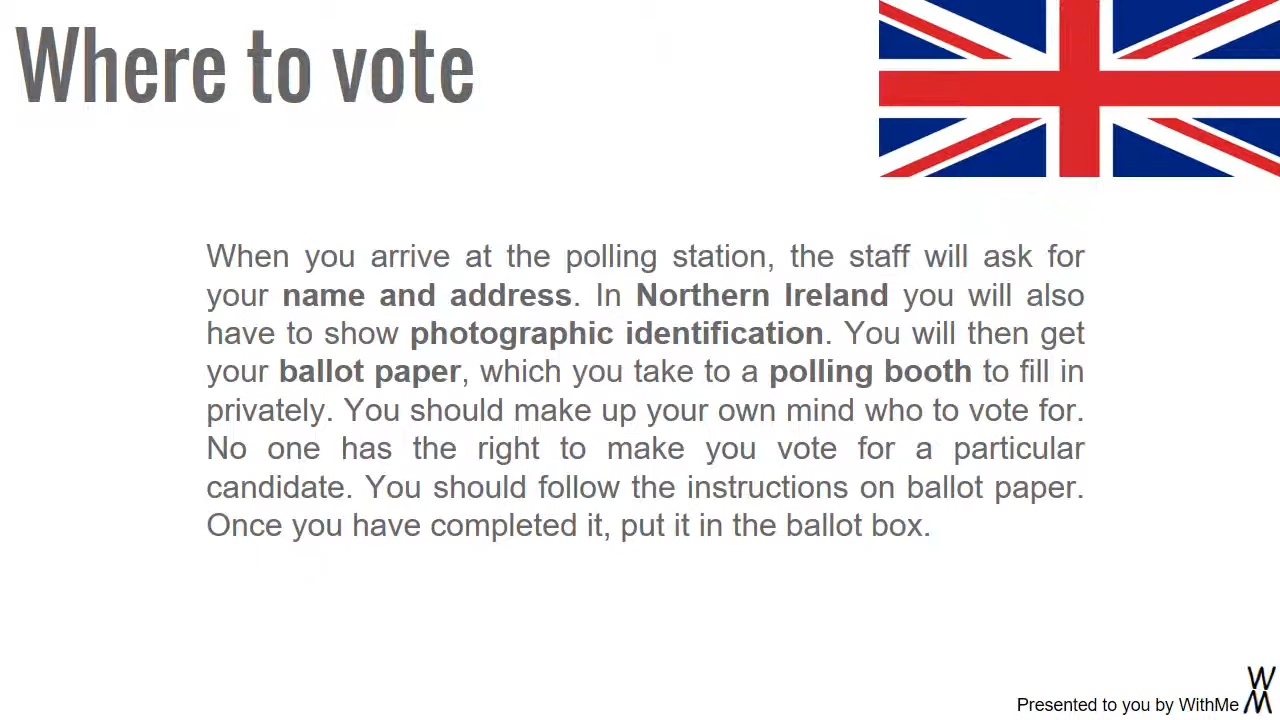 Where to vote
When you arrive at the polling station, the staff will ask for
your name and address. In Northern Ireland you will also
have to show photographic identification. You will then get
your ballot paper, which you take to a polling booth to fill in
privately. You should make up your own mind who to vote for.
No one has the right to make you vote for a particular
candidate. You should follow the instructions on ballot paper.
Once you have completed it, put it in the ballot box.
Presented to you by WithMe
W
M